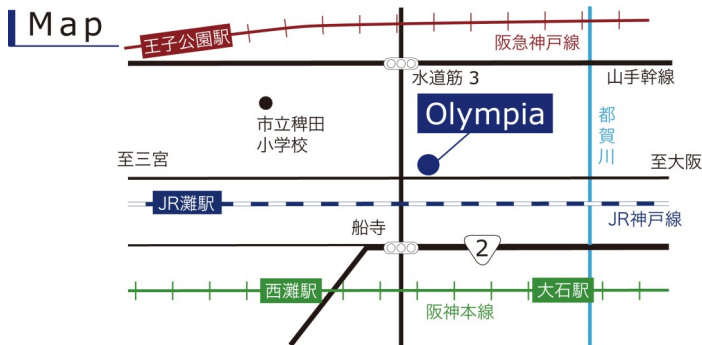 Map
王子公園駅
阪急神戸線
水道筋 3
山手幹線
Olympia
都賀川
市立稗田
小学校
至三宮
至大阪
JR灘駅
JR神戸線
船寺
2
西灘駅
大石駅
阪神本線